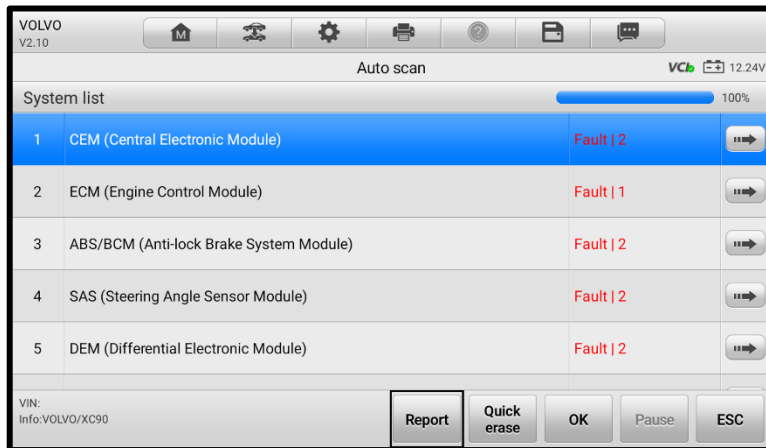 VOLVO
V2.10
M
?
Auto scan
VCI 12.24V
System list
100%
1 CEM (Central Electronic Module) Fault | 2
2 ECM (Engine Control Module) Fault | 1
3 ABS/BCM (Anti-lock Brake System Module) Fault | 2
4 SAS (Steering Angle Sensor Module) Fault | 2
5 DEM (Differential Electronic Module) Fault | 2
VIN:
Info:VOLVO/XC90
Report
Quick
erase
OK
Pause
ESC